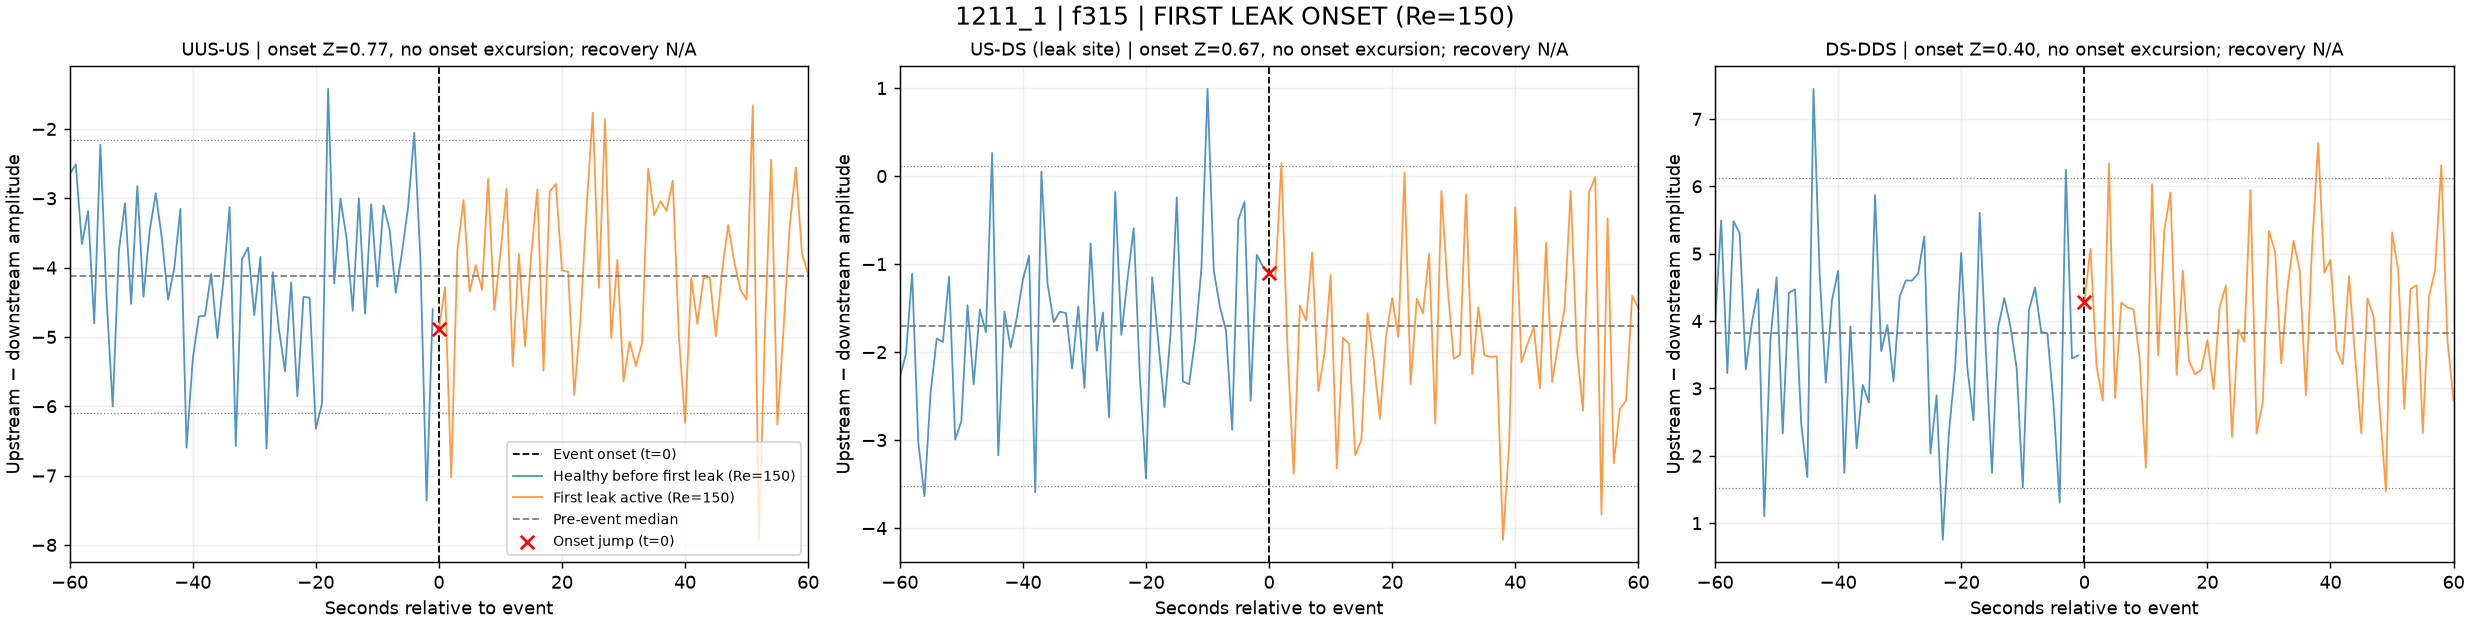 1211_1 | f315 | FIRST LEAK ONSET (Re=150)
UUS-US | onset Z=0.77, no onset excursion; recovery N/A
Upstream − downstream amplitude
−2
−3
−4
−5
−6
−7
−8
Event onset (t=0)
Healthy before first leak (Re=150)
First leak active (Re=150)
Pre-event median
Onset jump (t=0)
−60 −40 −20 0 20 40 60
Seconds relative to event
US-DS (leak site) | onset Z=0.67, no onset excursion; recovery N/A
Upstream − downstream amplitude
1
0
−1
−2
−3
−4
−60 −40 −20 0 20 40 60
Seconds relative to event
DS-DDS | onset Z=0.40, no onset excursion; recovery N/A
Upstream − downstream amplitude
7
6
5
4
3
2
1
−60 −40 −20 0 20 40 60
Seconds relative to event